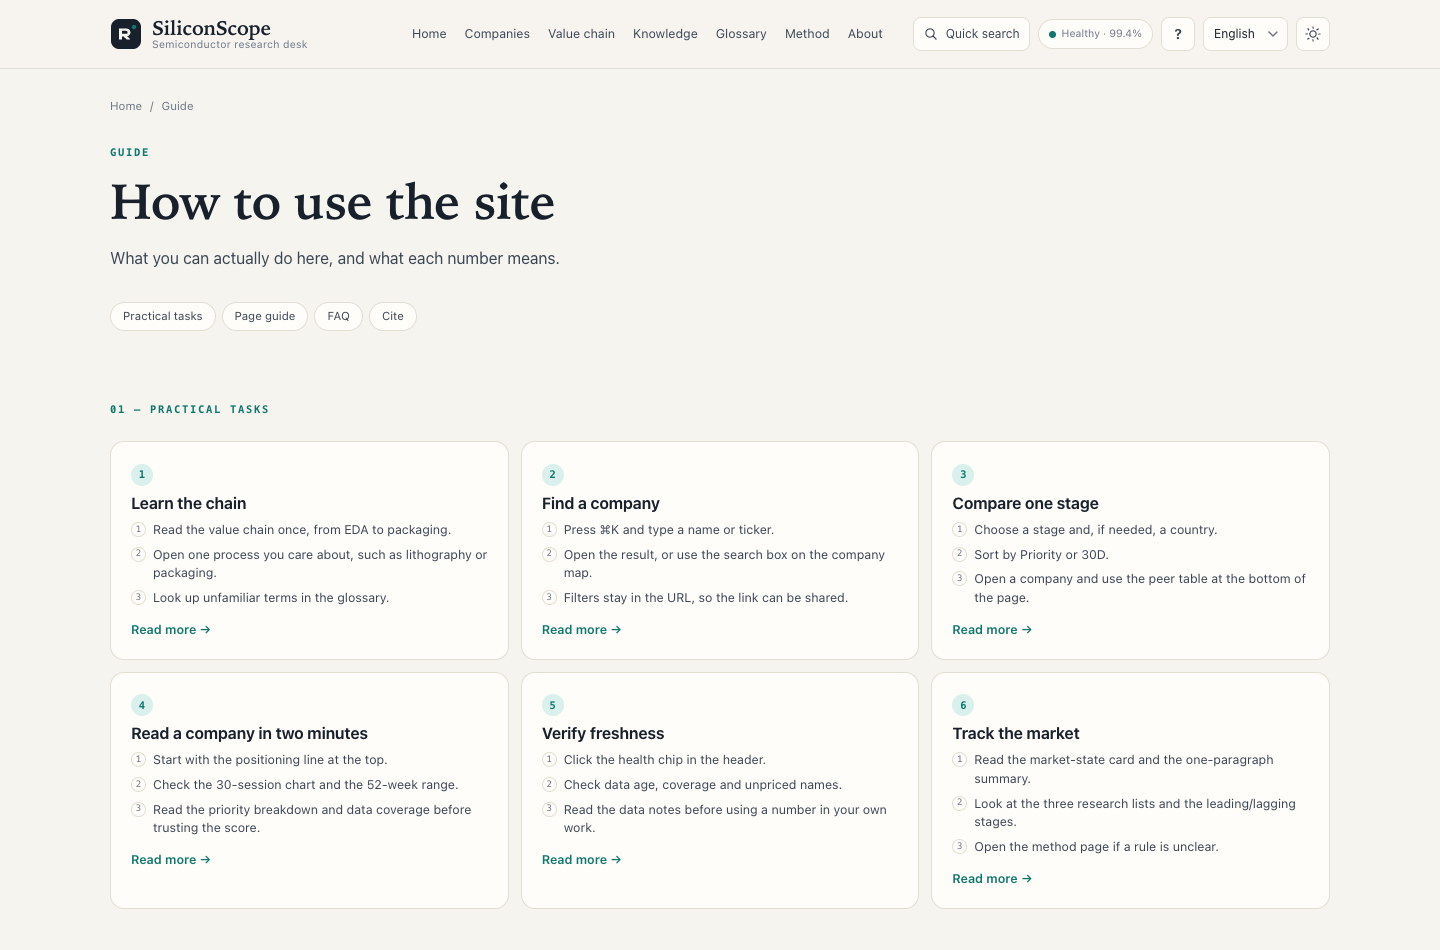 R
SiliconScope
Semiconductor research desk
Home
Companies
Value chain
Knowledge
Glossary
Method
About
Quick search
Healthy · 99.4%
?
English
Home / Guide
GUIDE
How to use the site
What you can actually do here, and what each number means.
Practical tasks
Page guide
FAQ
Cite
01 — PRACTICAL TASKS
1
Learn the chain
1 Read the value chain once, from EDA to packaging.
2 Open one process you care about, such as lithography or
packaging.
3 Look up unfamiliar terms in the glossary.
Read more →
2
Find a company
1 Press ⌘K and type a name or ticker.
2 Open the result, or use the search box on the company
map.
3 Filters stay in the URL, so the link can be shared.
Read more →
3
Compare one stage
1 Choose a stage and, if needed, a country.
2 Sort by Priority or 30D.
3 Open a company and use the peer table at the bottom of
the page.
Read more →
4
Read a company in two minutes
1 Start with the positioning line at the top.
2 Check the 30-session chart and the 52-week range.
3 Read the priority breakdown and data coverage before
trusting the score.
Read more →
5
Verify freshness
1 Click the health chip in the header.
2 Check data age, coverage and unpriced names.
3 Read the data notes before using a number in your own
work.
Read more →
6
Track the market
1 Read the market-state card and the one-paragraph
summary.
2 Look at the three research lists and the leading/lagging
stages.
3 Open the method page if a rule is unclear.
Read more →